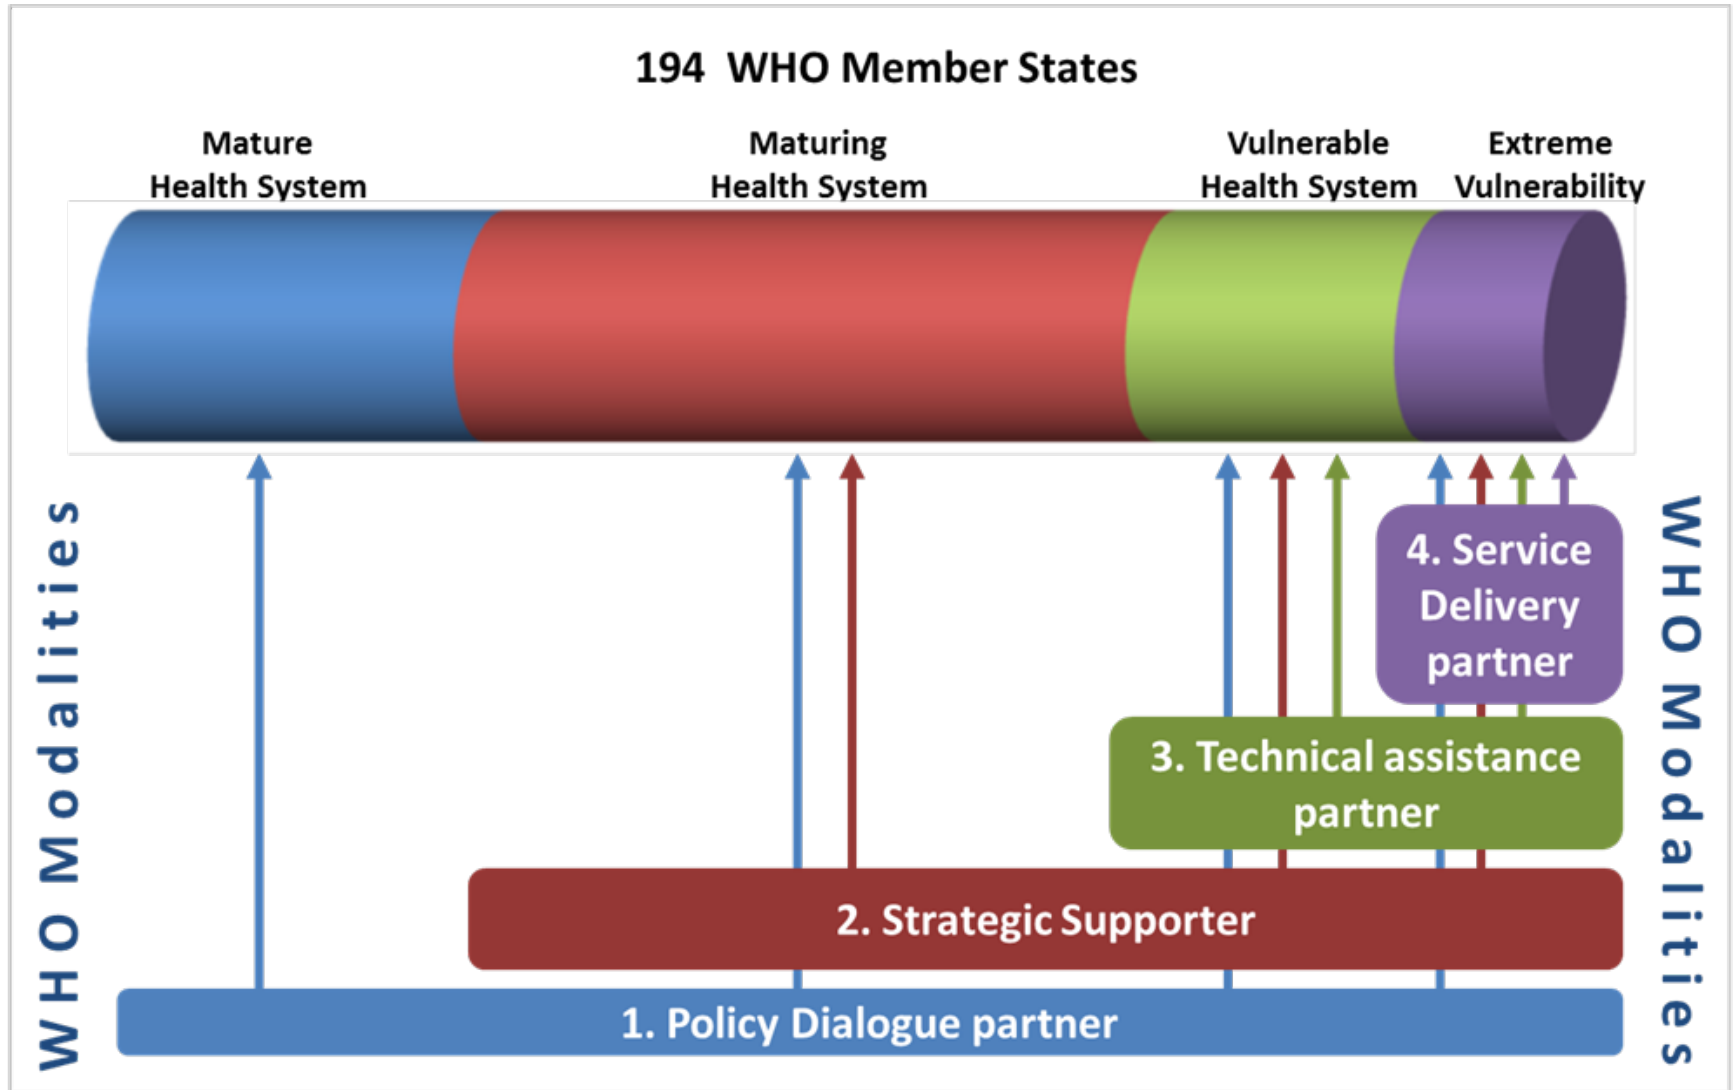 194 WHO Member States
Mature
Health System
Maturing
Health System
Vulnerable
Health System
Extreme
Vulnerability
WHO Modalities
4. Service
Delivery
partner
3. Technical assistance
partner
2. Strategic Supporter
1. Policy Dialogue partner
WHO Modalities